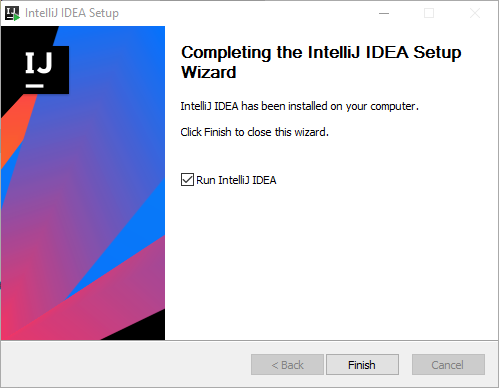 IntelliJ IDEA Setup
IJ
Completing the IntelliJ IDEA Setup
Wizard
IntelliJ IDEA has been installed on your computer.
Click Finish to close this wizard.
Run IntelliJ IDEA
< Back
Finish
Cancel